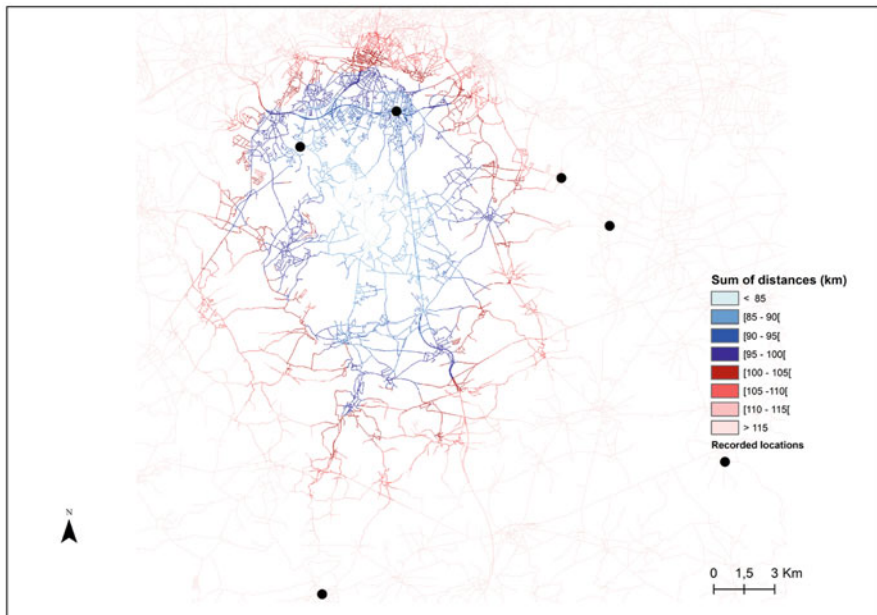 Sum of distances (km)
< 85
[85 - 90[
[90 - 95[
[95 - 100[
[100 - 105[
[105 -110[
[110 - 115[
> 115
Recorded locations
N
0 1,5 3 Km